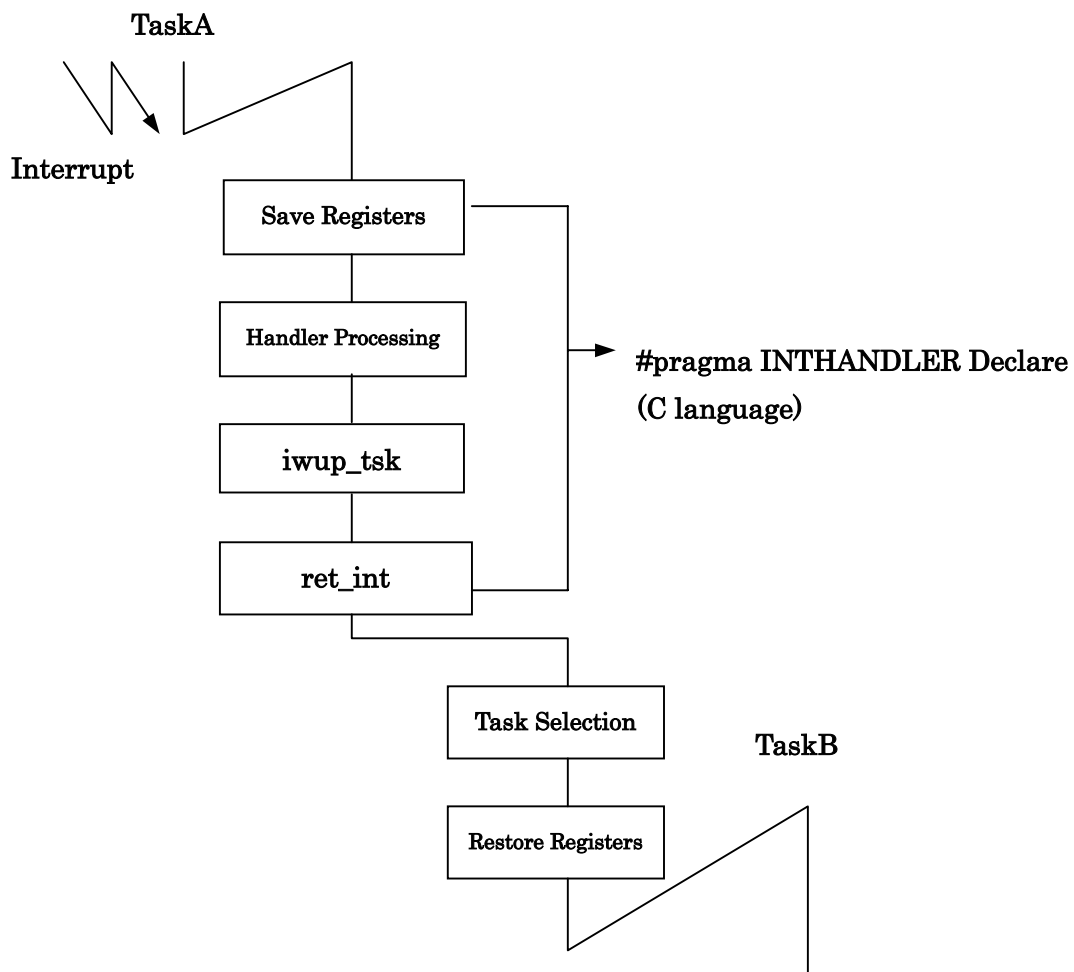 TaskA
Interrupt
Save Registers
Handler Processing
#pragma INTHANDLER Declare
(C language)
iwup_tsk
ret_int
Task Selection
TaskB
Restore Registers